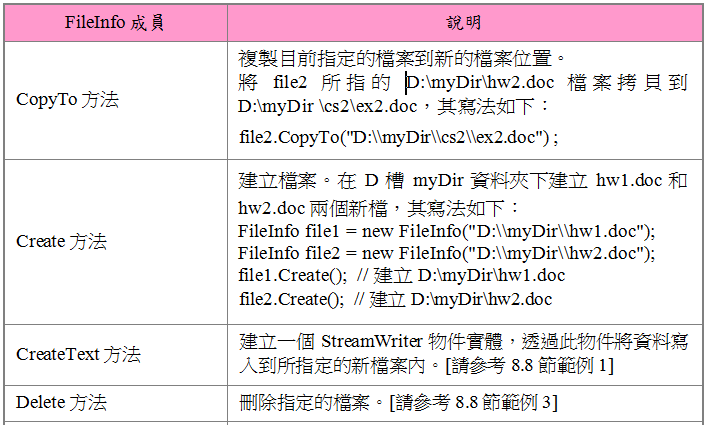 FileInfo 成員
說明
CopyTo 方法
複製目前指定的檔案到新的檔案位置。
將 file2 所指的 D:\myDir\hw2.doc 檔案拷貝到
D:\myDir \cs2\ex2.doc，其寫法如下：
file2.CopyTo("D:\\myDir\\cs2\\ex2.doc") ;
Create 方法
建立檔案。在 D 槽 myDir 資料夾下建立 hw1.doc 和
hw2.doc 兩個新檔，其寫法如下：
FileInfo file1 = new FileInfo("D:\\myDir\\hw1.doc");
FileInfo file2 = new FileInfo("D:\\myDir\\hw2.doc");
file1.Create(); // 建立 D:\myDir\hw1.doc
file2.Create(); // 建立 D:\myDir\hw2.doc
CreateText 方法
建立一個 StreamWriter 物件實體，透過此物件將資料寫
入到所指定的新檔案內。[請參考 8.8 節範例 1]
Delete 方法
刪除指定的檔案。[請參考 8.8 節範例 3]